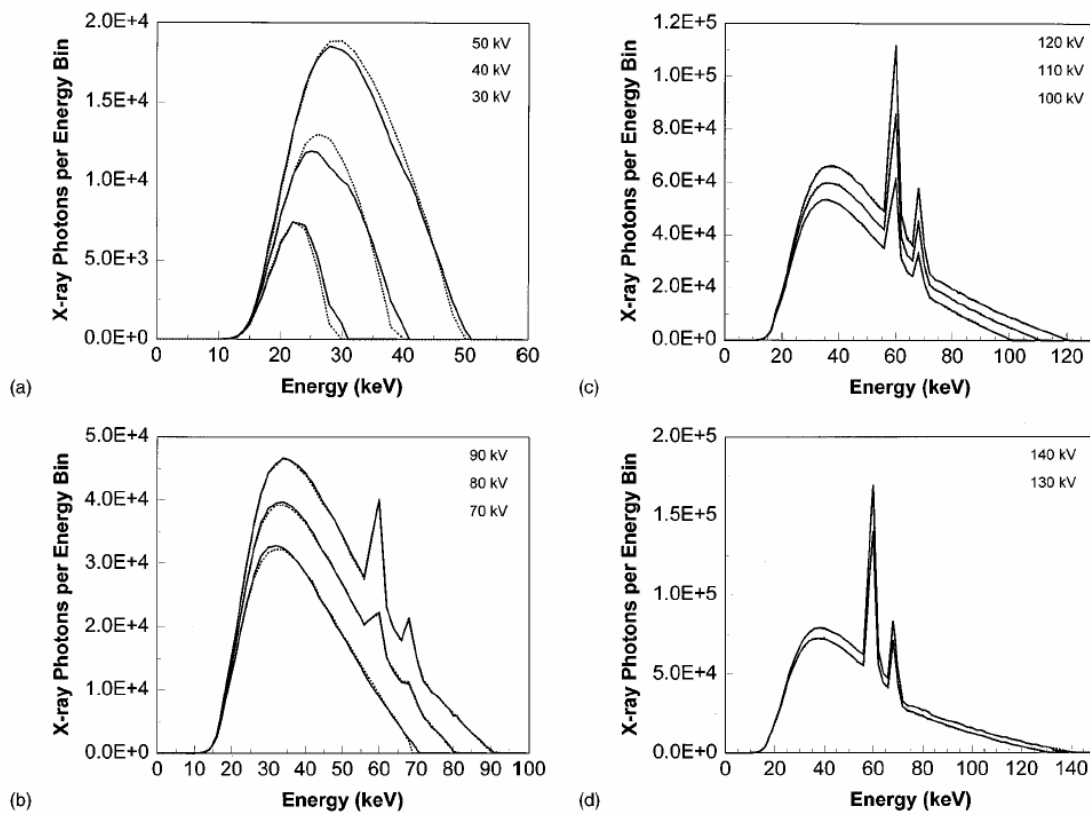 X-ray Photons per Energy Bin
2.0E+4
1.5E+4
1.0E+4
5.0E+3
0.0E+0
50 kV
40 kV
30 kV
0 10 20 30 40 50 60
Energy (keV)
(a)
X-ray Photons per Energy Bin
5.0E+4
4.0E+4
3.0E+4
2.0E+4
1.0E+4
0.0E+0
90 kV
80 kV
70 kV
0 10 20 30 40 50 60 70 80 90 100
Energy (keV)
(b)
X-ray Photons per Energy Bin
1.2E+5
1.0E+5
8.0E+4
6.0E+4
4.0E+4
2.0E+4
0.0E+0
120 kV
110 kV
100 kV
0 20 40 60 80 100 120
Energy (keV)
(c)
X-ray Photons per Energy Bin
2.0E+5
1.5E+5
1.0E+5
5.0E+4
0.0E+0
140 kV
130 kV
0 20 40 60 80 100 120 140
Energy (keV)
(d)